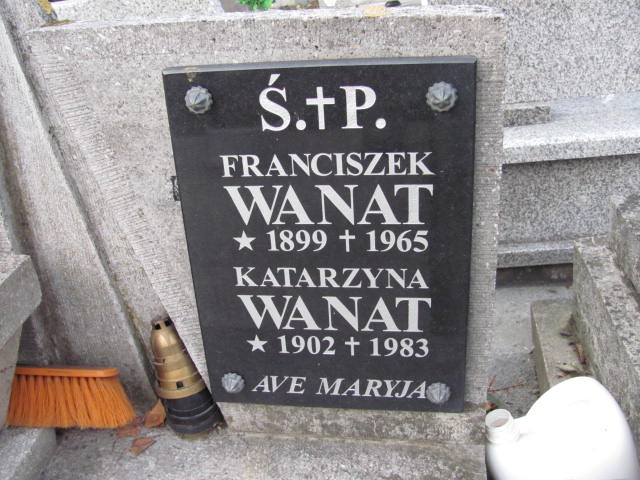 Ś.✝P.
FRANCISZEK
WANAT
★ 1899 ✝ 1965
KATARZYNA
WANAT
★ 1902 ✝ 1983
AVE MARYJA